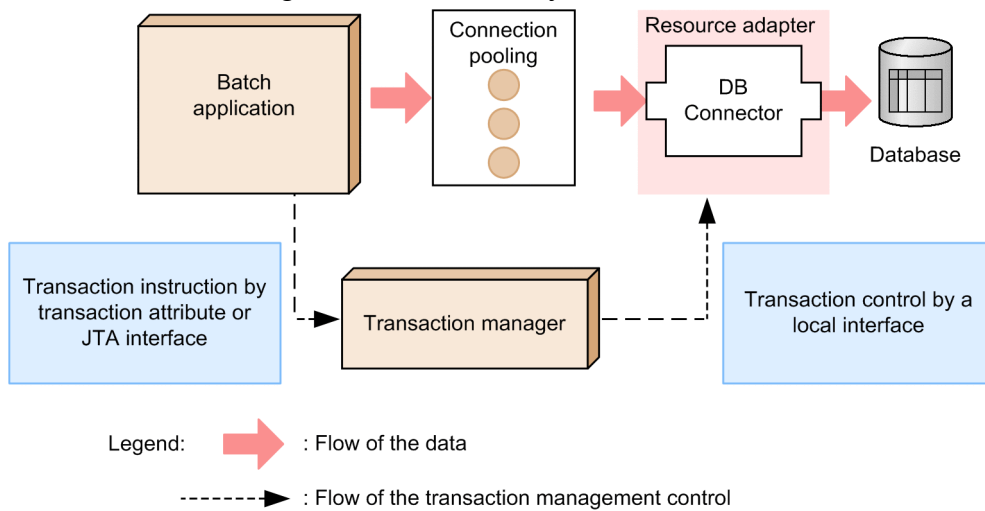 Batch
application
Connection
pooling
Resource adapter
DB
Connector
Database
Transaction instruction by
transaction attribute or
JTA interface
Transaction manager
Transaction control by a
local interface
Legend:
: Flow of the data
: Flow of the transaction management control